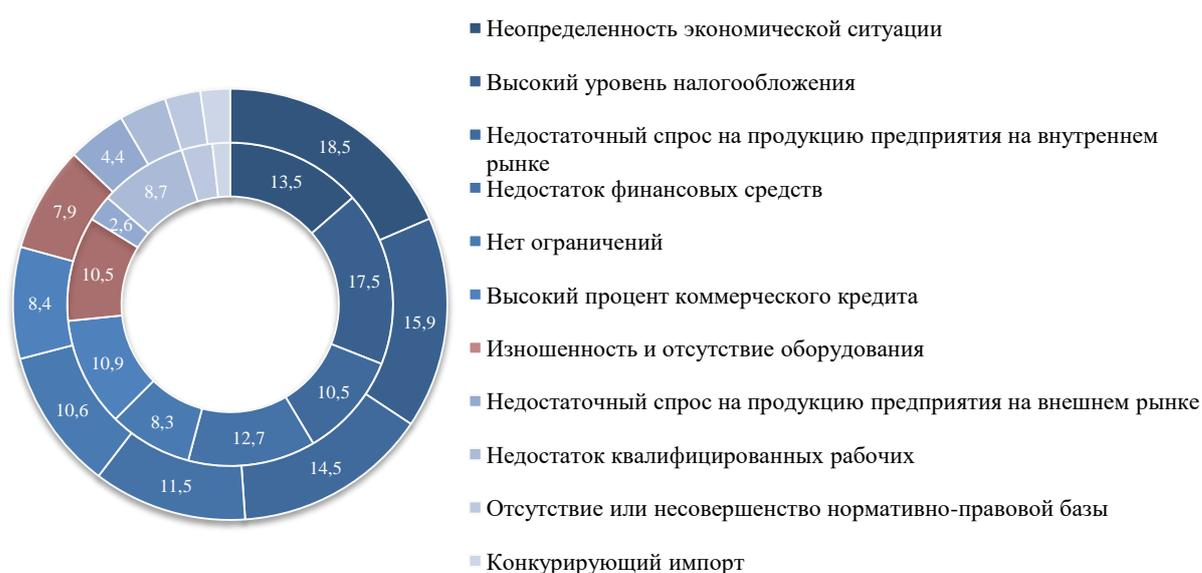 18,5
13,5
17,5
15,9
10,5
14,5
12,7
11,5
8,3
10,6
10,9
8,4
10,5
7,9
2,6
4,4
8,7
Неопределенность экономической ситуации
Высокий уровень налогообложения
Недостаточный спрос на продукцию предприятия на внутреннем
рынке
Недостаток финансовых средств
Нет ограничений
Высокий процент коммерческого кредита
Изношенность и отсутствие оборудования
Недостаточный спрос на продукцию предприятия на внешнем рынке
Недостаток квалифицированных рабочих
Отсутствие или несовершенство нормативно-правовой базы
Конкурирующий импорт